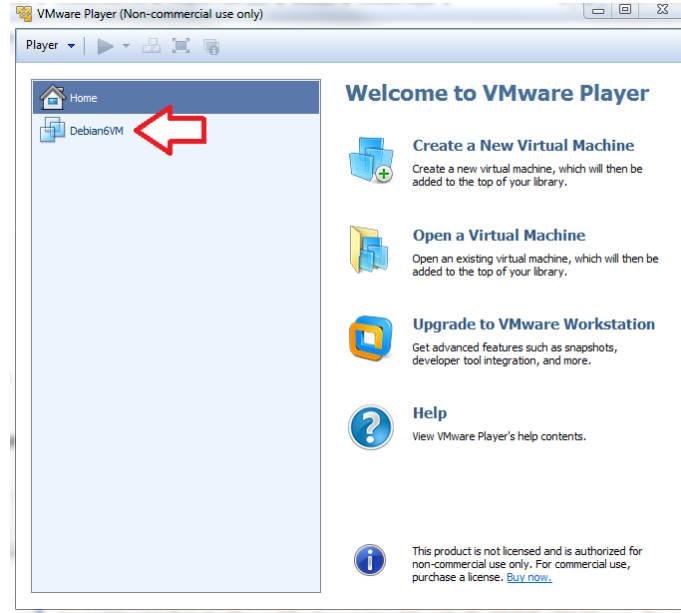 VMware Player (Non-commercial use only)
Player
Home
Debian6VM
Welcome to VMware Player
Create a New Virtual Machine
Create a new virtual machine, which will then be
added to the top of your library.
Open a Virtual Machine
Open an existing virtual machine, which will then be
added to the top of your library.
Upgrade to VMware Workstation
Get advanced features such as snapshots,
developer tool integration, and more.
Help
View VMware Player's help contents.
This product is not licensed and is authorized for
non-commercial use only. For commercial use,
purchase a license. Buy now.